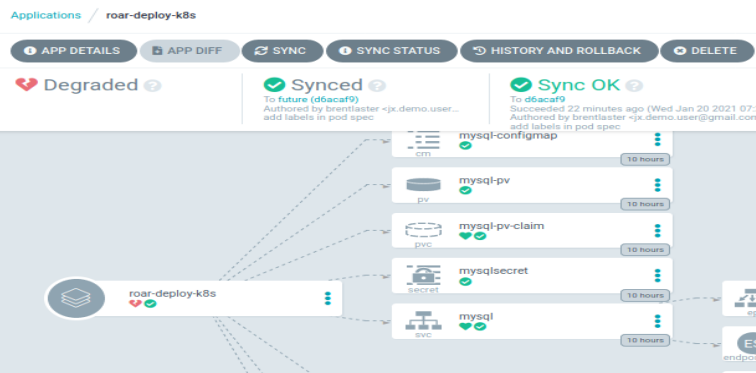 Applications / roar-deploy-k8s
APP DETAILS APP DIFF SYNC SYNC STATUS HISTORY AND ROLLBACK DELETE
Degraded
Synced
To future (d6acaf9)
Authored by brentlaster <jx.demo.user...
add labels in pod spec
Sync OK
To d6acaf9
Succeeded 22 minutes ago (Wed Jan 20 2021 07:
Authored by brentlaster <jx.demo.user@gmail.con
add labels in pod spec
mysql-configmap
cm
10 hours
mysql-pv
pv
10 hours
mysql-pv-claim
pvc
10 hours
mysqlsecret
secret
10 hours
mysql
svc
10 hours
roar-deploy-k8s
ep
ES
endpoi